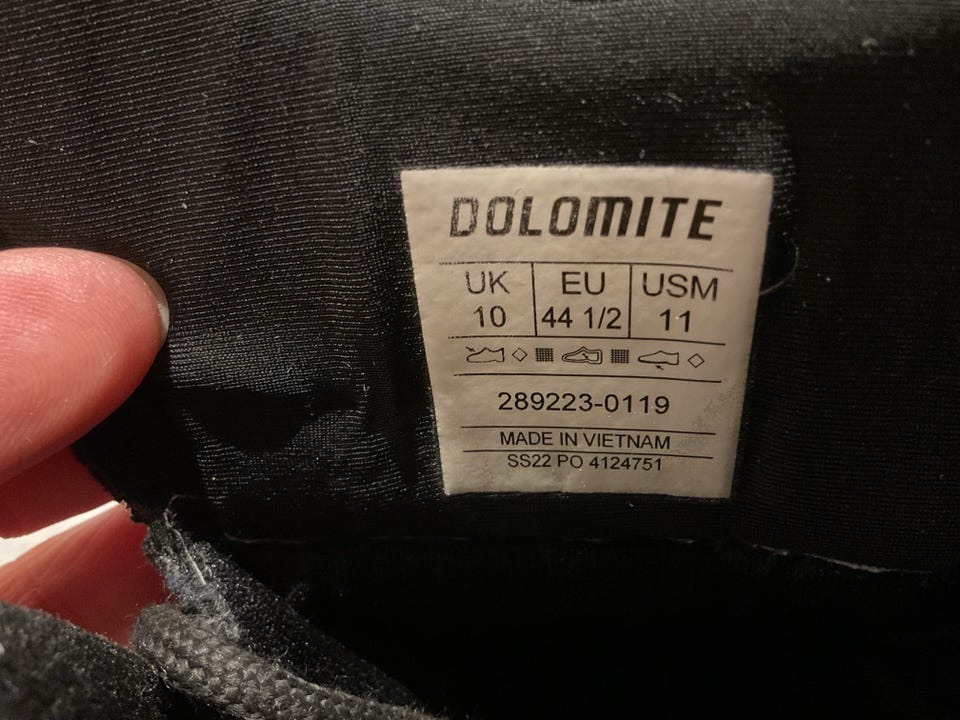 DOLOMITE
UK EU USM
10 44 1/2 11
289223-0119
MADE IN VIETNAM
SS22 PO 4124751